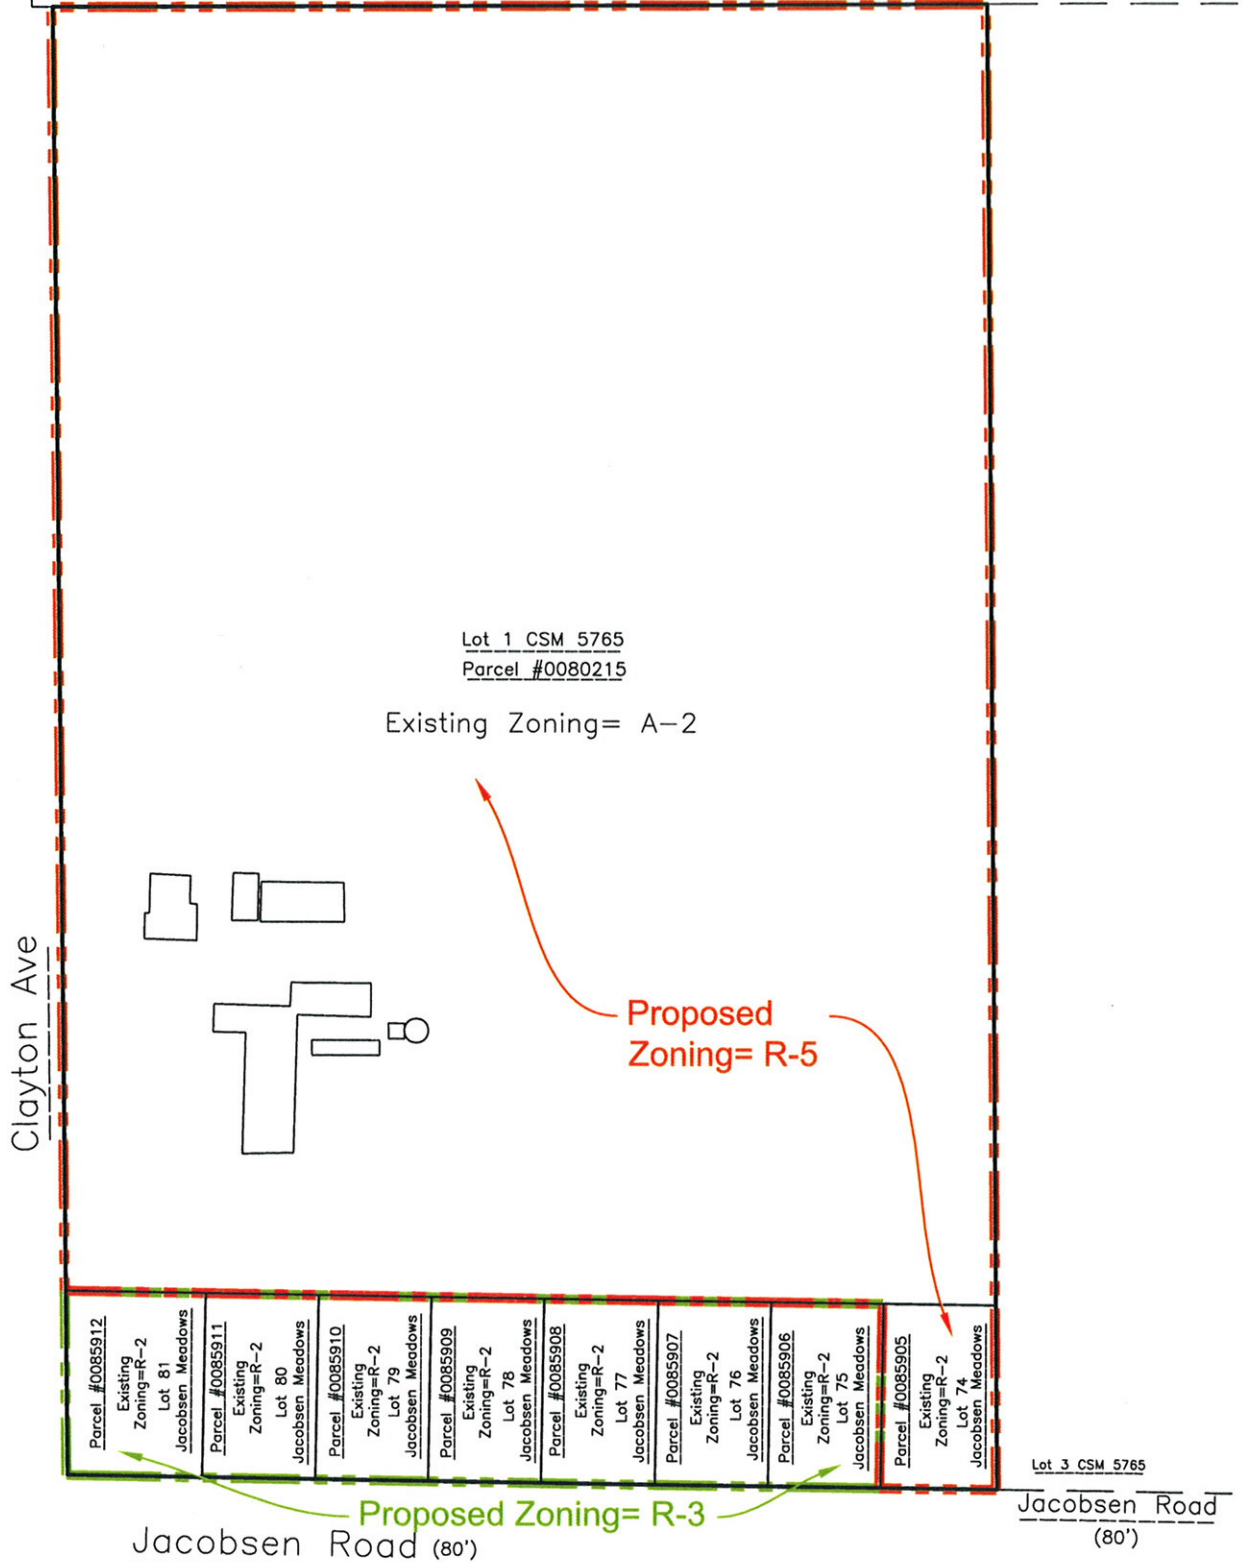 Lot 1 CSM 5765
Parcel #0080215
Existing Zoning= A-2
Clayton Ave
Proposed
Zoning= R-5
Parcel #0085912
Existing
Zoning=R-2
Lot 81
Jacobsen Meadows
Parcel #0085911
Existing
Zoning=R-2
Lot 80
Jacobsen Meadows
Parcel #0085910
Existing
Zoning=R-2
Lot 79
Jacobsen Meadows
Parcel #0085909
Existing
Zoning=R-2
Lot 78
Jacobsen Meadows
Parcel #0085908
Existing
Zoning=R-2
Lot 77
Jacobsen Meadows
Parcel #0085907
Existing
Zoning=R-2
Lot 76
Jacobsen Meadows
Parcel #0085906
Existing
Zoning=R-2
Lot 75
Jacobsen Meadows
Parcel #0085905
Existing
Zoning=R-2
Lot 74
Jacobsen Meadows
Lot 3 CSM 5765
Jacobsen Road
(80')
Proposed Zoning= R-3
Jacobsen Road (80')